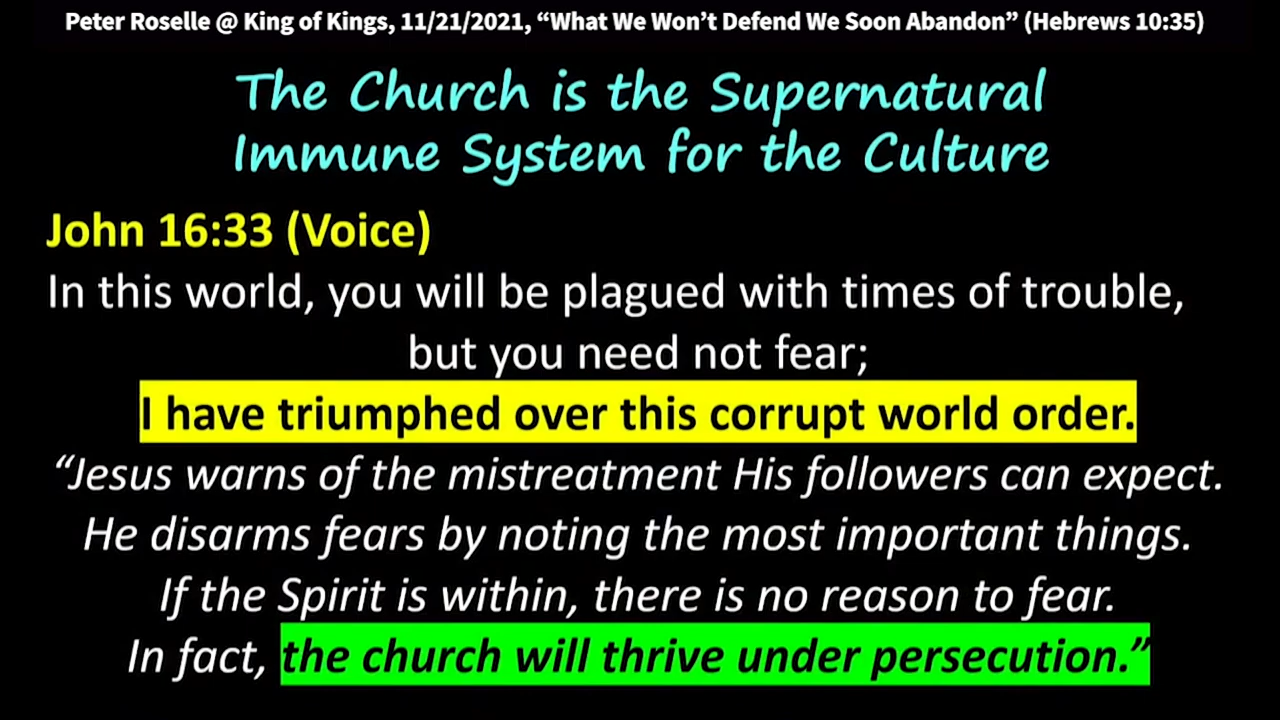 Peter Roselle @ King of Kings, 11/21/2021, “What We Won’t Defend We Soon Abandon” (Hebrews 10:35)
The Church is the Supernatural
Immune System for the Culture
John 16:33 (Voice)
In this world, you will be plagued with times of trouble,
but you need not fear;
I have triumphed over this corrupt world order.
“Jesus warns of the mistreatment His followers can expect.
He disarms fears by noting the most important things.
If the Spirit is within, there is no reason to fear.
In fact, the church will thrive under persecution.”